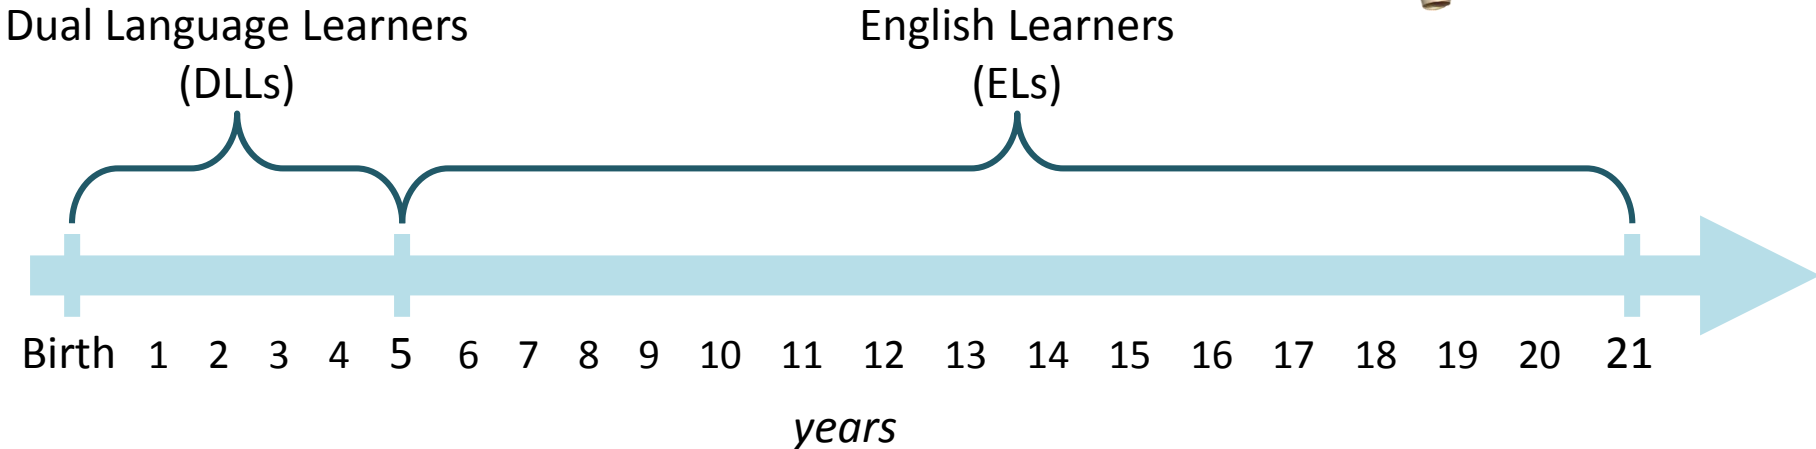 Dual Language Learners
(DLLs)
English Learners
(ELs)
Birth 1 2 3 4 5 6 7 8 9 10 11 12 13 14 15 16 17 18 19 20 21
years